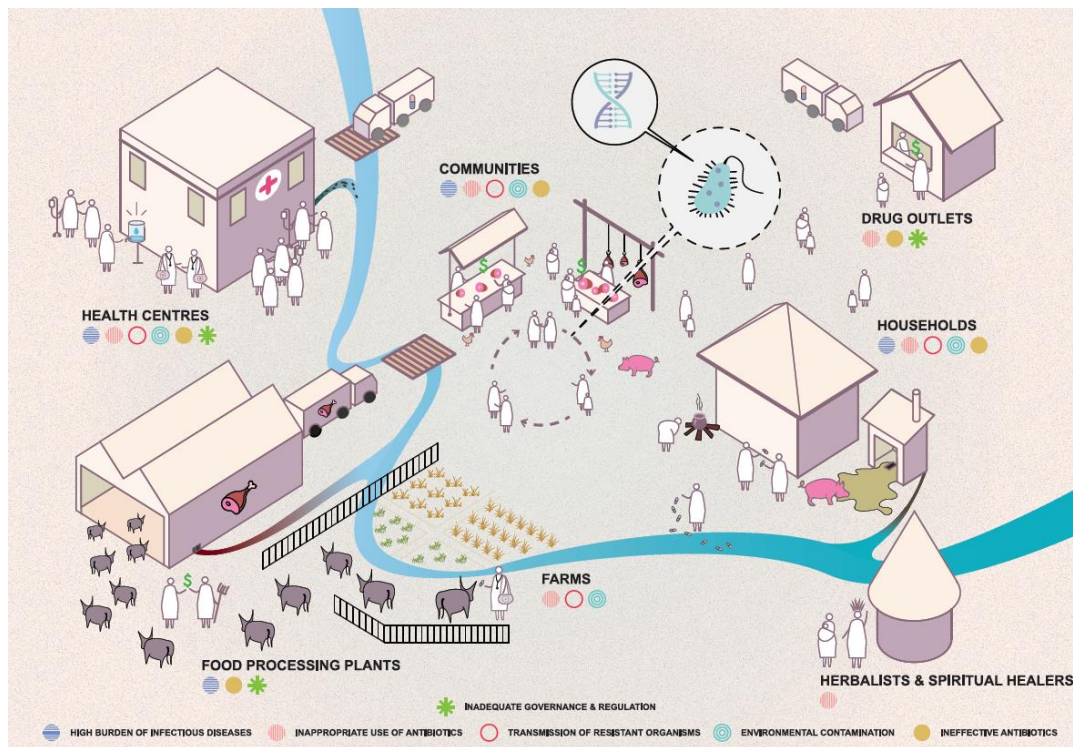 COMMUNITIES
$
$
$
DRUG OUTLETS
HEALTH CENTRES
HOUSEHOLDS
$
FARMS
FOOD PROCESSING PLANTS
HERBALISTS & SPIRITUAL HEALERS
INADEQUATE GOVERNANCE & REGULATION
HIGH BURDEN OF INFECTIOUS DISEASES
INAPPROPRIATE USE OF ANTIBIOTICS
TRANSMISSION OF RESISTANT ORGANISMS
ENVIRONMENTAL CONTAMINATION
INEFFECTIVE ANTIBIOTICS